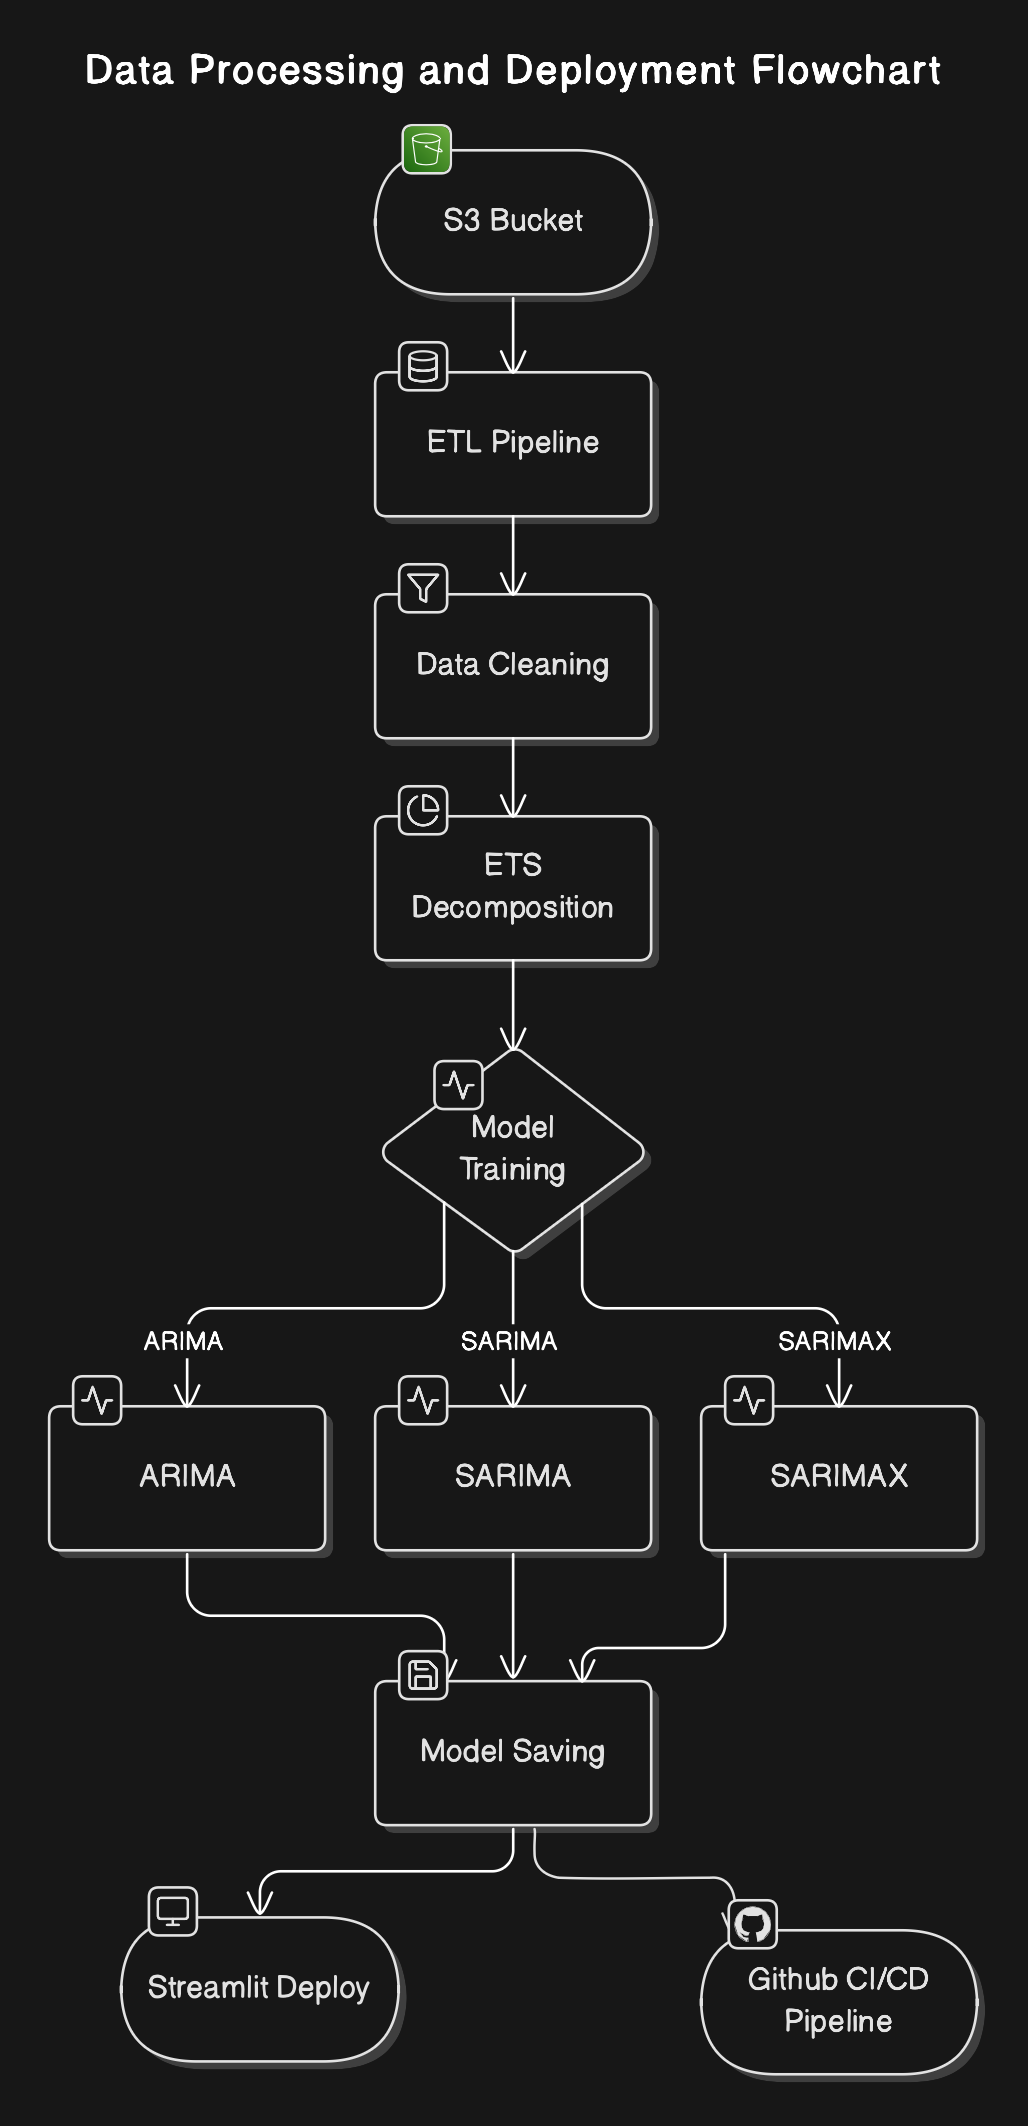 Data Processing and Deployment Flowchart
S3 Bucket
ETL Pipeline
Data Cleaning
ETS
Decomposition
Model
Training
ARIMA
SARIMA
SARIMAX
ARIMA
SARIMA
SARIMAX
Model Saving
Streamlit Deploy
Github CI/CD
Pipeline